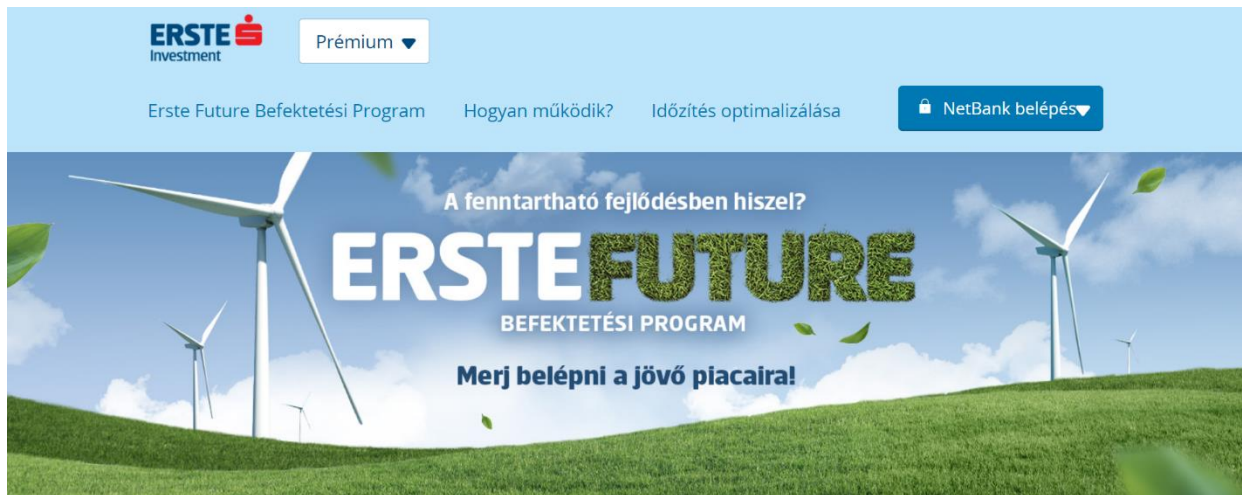 ERSTE
Investment
Prémium
Erste Future Befektetési Program
Hogyan működik?
Időzítés optimalizálása
NetBank belépés
A fenntartható fejlődésben hiszel?
ERSTE FUTURE
BEFEKTETÉSI PROGRAM
Merj belépni a jövő piacaira!